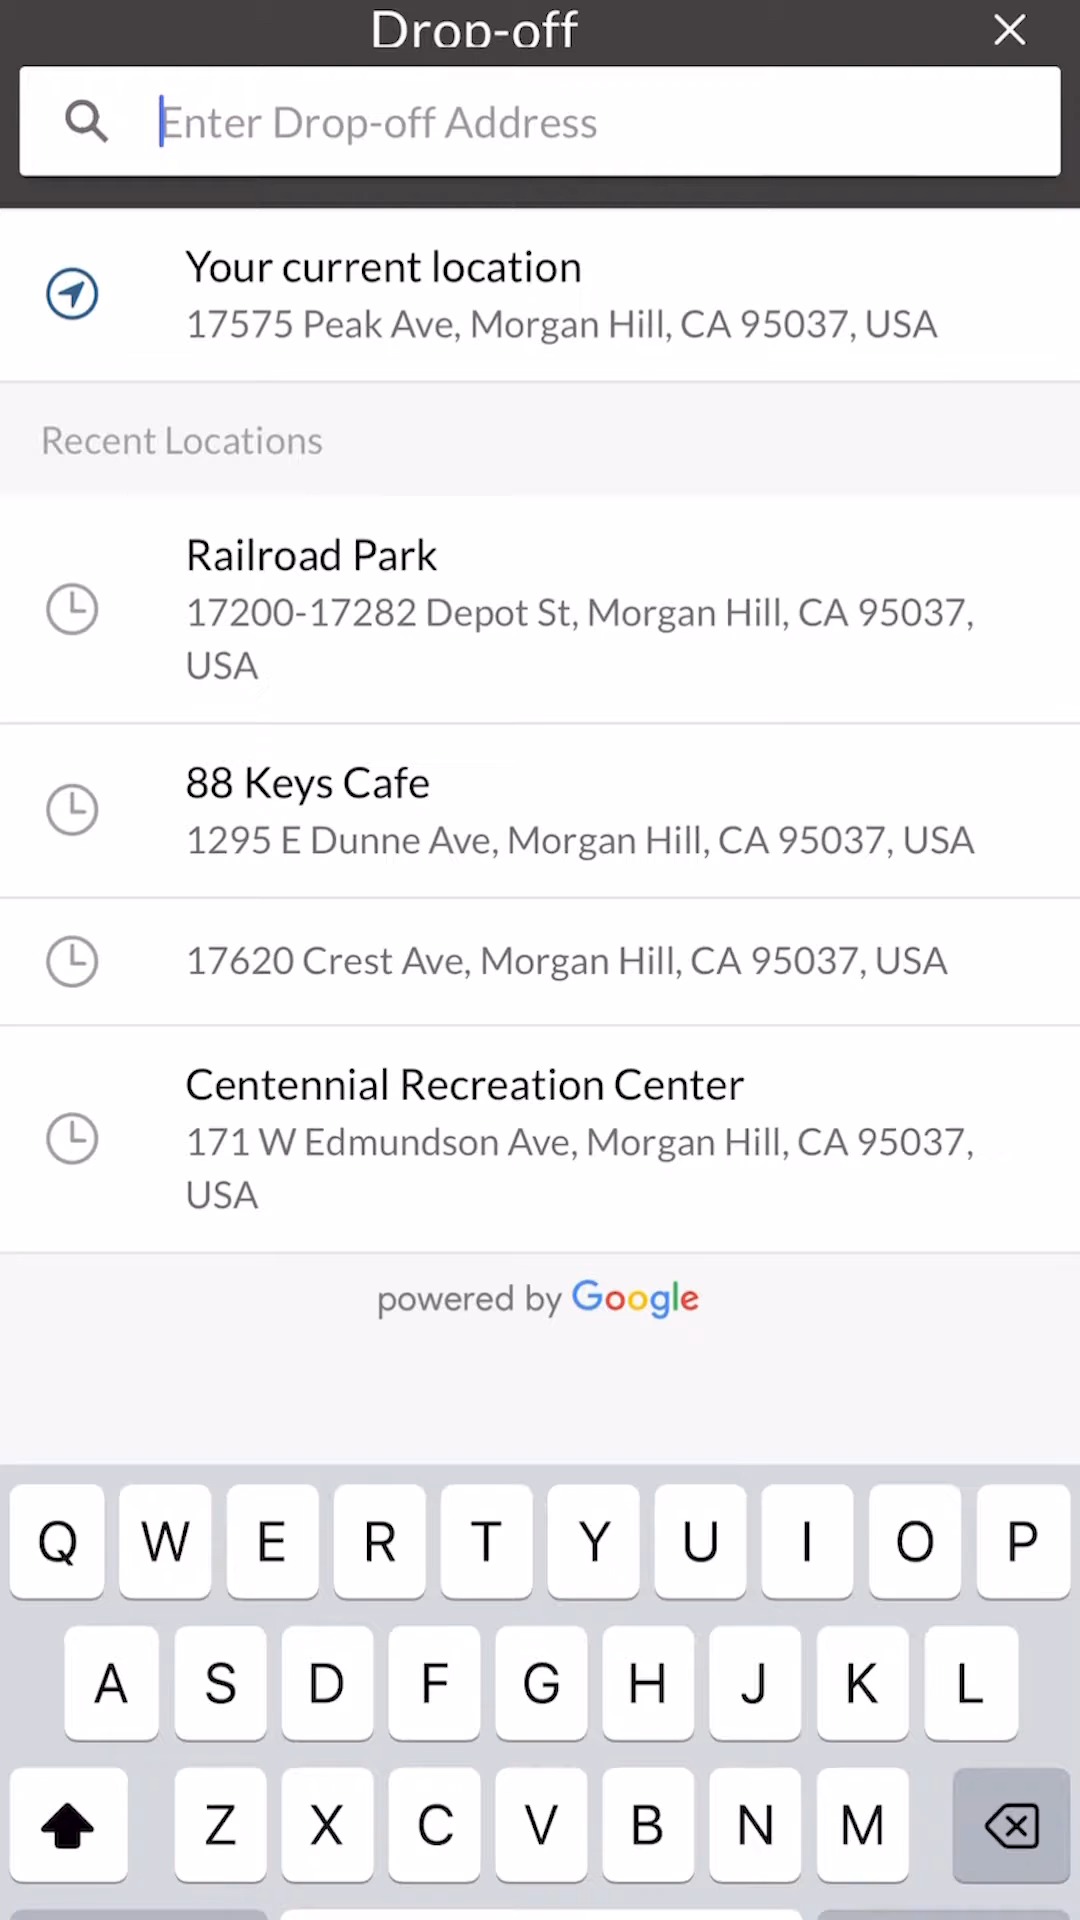 Drop-off
Enter Drop-off Address
Your current location
17575 Peak Ave, Morgan Hill, CA 95037, USA
Recent Locations
Railroad Park
17200-17282 Depot St, Morgan Hill, CA 95037,
USA
88 Keys Cafe
1295 E Dunne Ave, Morgan Hill, CA 95037, USA
17620 Crest Ave, Morgan Hill, CA 95037, USA
Centennial Recreation Center
171 W Edmundson Ave, Morgan Hill, CA 95037,
USA
powered by Google
Q W E R T Y U I O P
A S D F G H J K L
Z X C V B N M